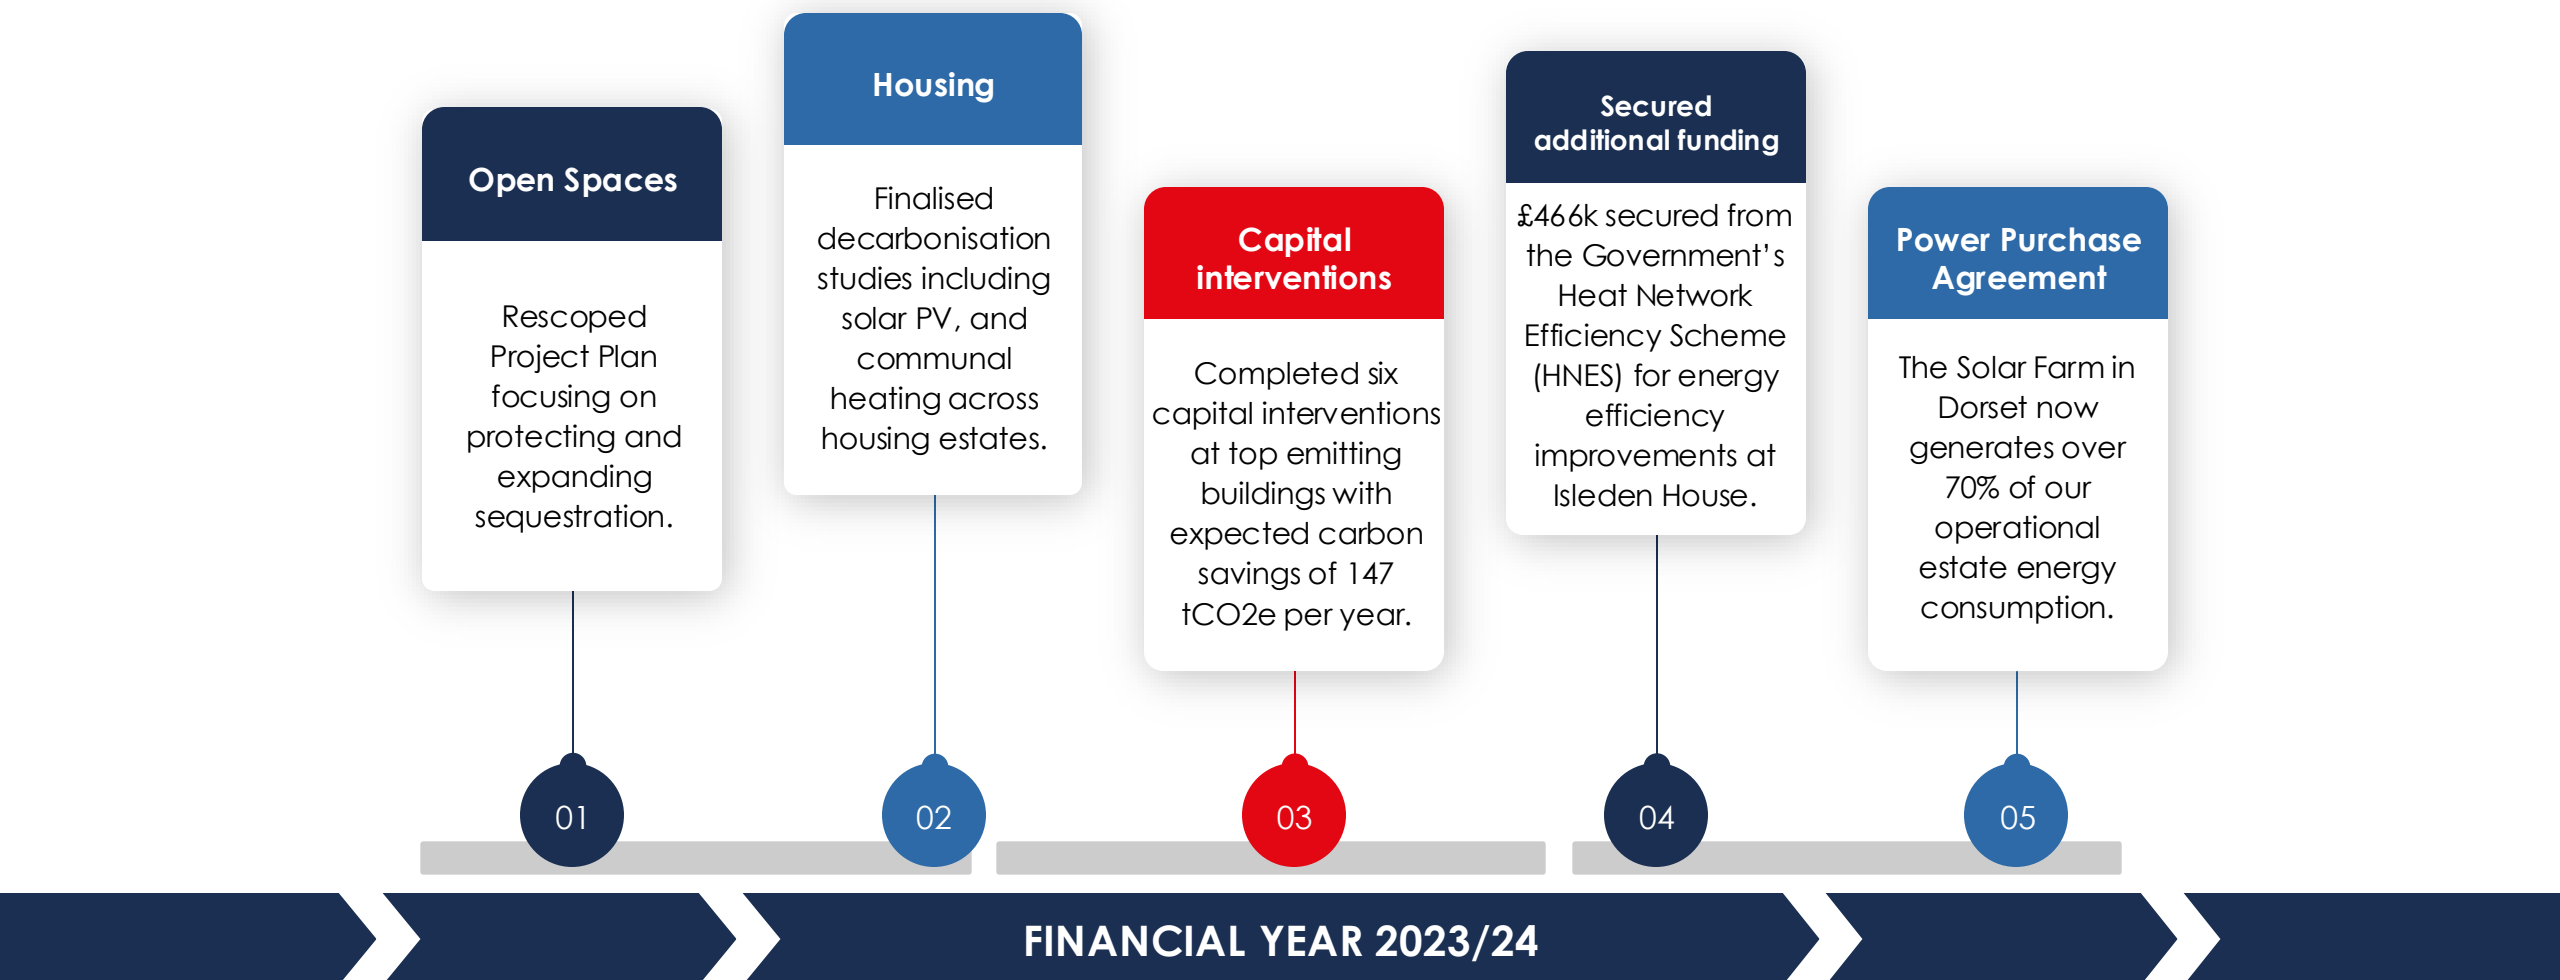 Open Spaces
Rescoped
Project Plan
focusing on
protecting and
expanding
sequestration.
01
Housing
Finalised
decarbonisation
studies including
solar PV, and
communal
heating across
housing estates.
02
Capital
interventions
Completed six
capital interventions
at top emitting
buildings with
expected carbon
savings of 147
tCO2e per year.
03
Secured
additional funding
£466k secured from
the Government’s
Heat Network
Efficiency Scheme
(HNES) for energy
efficiency
improvements at
Isleden House.
04
Power Purchase
Agreement
The Solar Farm in
Dorset now
generates over
70% of our
operational
estate energy
consumption.
05
FINANCIAL YEAR 2023/24